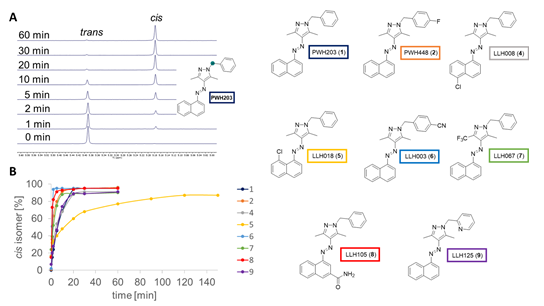 A
trans
cis
60 min
30 min
20 min
10 min
5 min
2 min
1 min
0 min
N
N
N
N
PWH203
B
cis isomer [%]
100
80
60
40
20
0
0 20 40 60 80 100 120 140
time [min]
1
2
4
5
6
7
8
9
N
N
N
N
PWH203 (1)
N
N
F
N
N
PWH448 (2)
N
N
N
N
LLH008 (4)
Cl
N
N
N
N
Cl
LLH018 (5)
N
N
CN
N
N
LLH003 (6)
N
N
F3C
N
N
LLH067 (7)
N
N
N
N
LLH105 (8)
NH2
O
N
N
N
N
N
LLH125 (9)